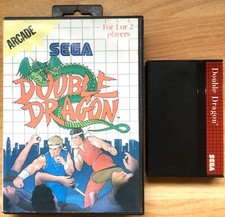 ARCADE
SEGA
For 1 or 2
players
DOUBLE
DRAGON
Double Dragon
SEGA